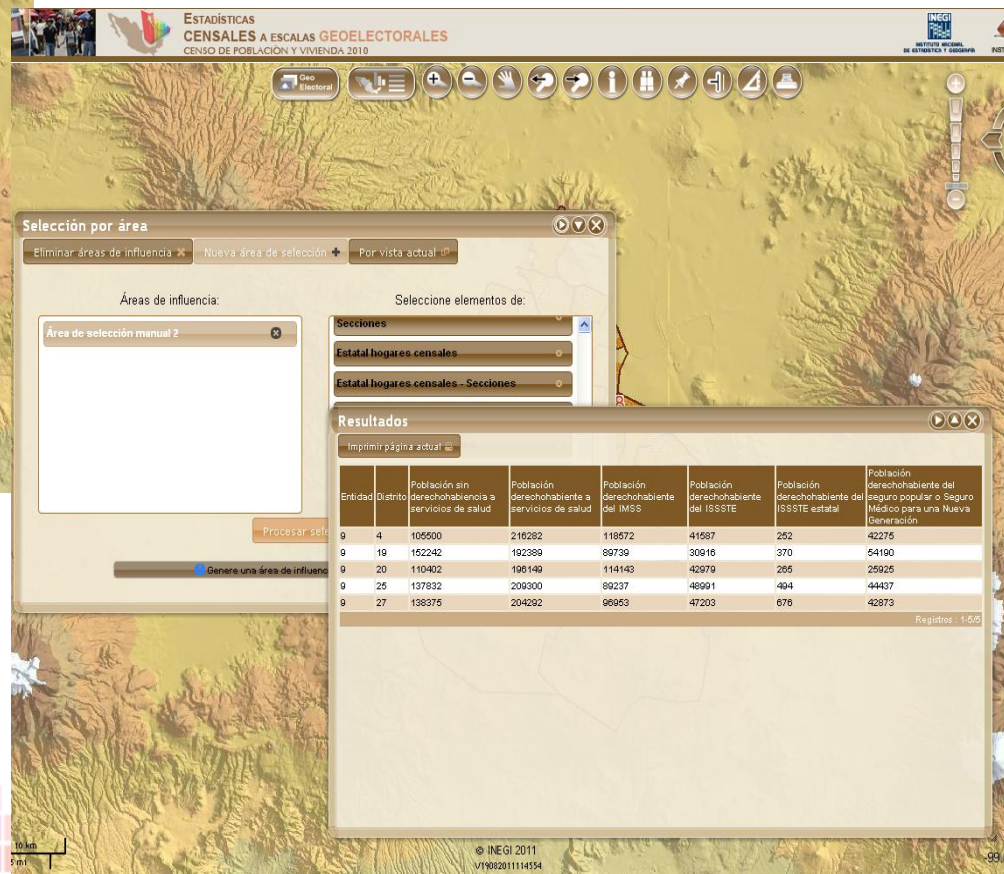 ESTADÍSTICAS
CENSALES A ESCALAS GEOELECTORALES
CENSO DE POBLACIÓN Y VIVIENDA 2010
INEGI
INSTITUTO NACIONAL
DE ESTADÍSTICA Y GEOGRAFÍA
INST
Geo
Electoral
Selección por área
Eliminar áreas de influencia
Nueva área de selección
Por vista actual
Áreas de influencia:
Seleccione elementos de:
Área de selección manual 2
Secciones
Estatal hogares censales
Estatal hogares censales - Secciones
Procesar sele
Genere una área de influenc
Resultados
Imprimir página actual
Entidad Distrito Población sin derechohabiencia a servicios de salud Población derechohabiente a servicios de salud Población derechohabiente del IMSS Población derechohabiente del ISSSTE Población derechohabiente del ISSSTE estatal Población derechohabiente del seguro popular o Seguro Médico para una Nueva Generación
9 4 105500 216282 118572 41587 252 42275
9 19 152242 192389 89739 30916 370 54190
9 20 110402 196149 114143 42979 265 25925
9 25 137832 209300 89237 48991 494 44437
9 27 138375 204292 96953 47203 676 42873
Registros : 1-5/5
10 km
5 mi
© INEGI 2011
V19082011114554
-99.